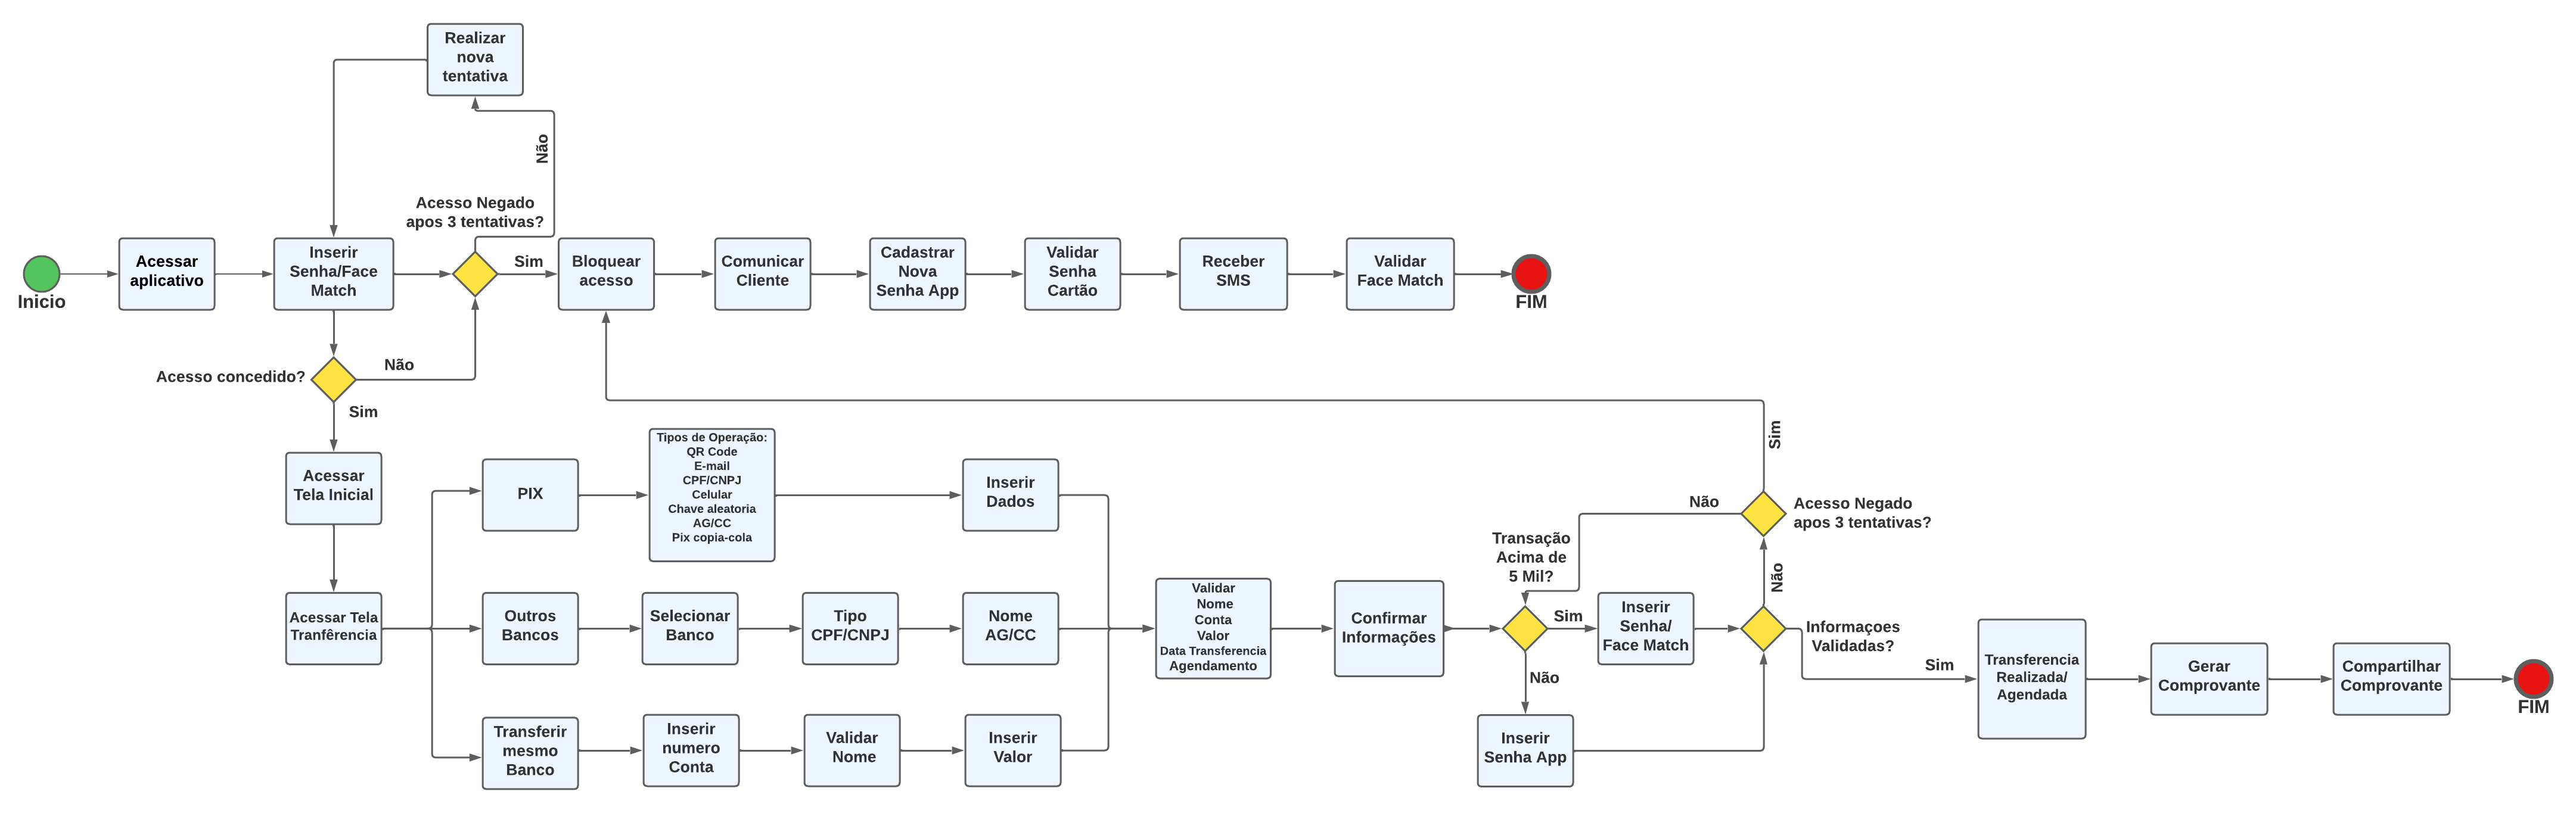 Realizar
nova
tentativa
Não
Acesso Negado
apos 3 tentativas?
Inicio
Acessar
aplicativo
Inserir
Senha/Face
Match
Sim
Bloquear
acesso
Comunicar
Cliente
Cadastrar
Nova
Senha App
Validar
Senha
Cartão
Receber
SMS
Validar
Face Match
FIM
Acesso concedido?
Não
Sim
Acessar
Tela Inicial
Acessar Tela
Tranfêrencia
PIX
Tipos de Operação:
QR Code
E-mail
CPF/CNPJ
Celular
Chave aleatoria
AG/CC
Pix copia-cola
Inserir
Dados
Outros
Bancos
Selecionar
Banco
Tipo
CPF/CNPJ
Nome
AG/CC
Transferir
mesmo
Banco
Inserir
numero
Conta
Validar
Nome
Inserir
Valor
Validar
Nome
Conta
Valor
Data Transferencia
Agendamento
Confirmar
Informações
Transação
Acima de
5 Mil?
Sim
Não
Inserir
Senha/
Face Match
Inserir
Senha App
Sim
Não
Acesso Negado
apos 3 tentativas?
Não
Informaçoes
Validadas?
Sim
Transferencia
Realizada/
Agendada
Gerar
Comprovante
Compartilhar
Comprovante
FIM